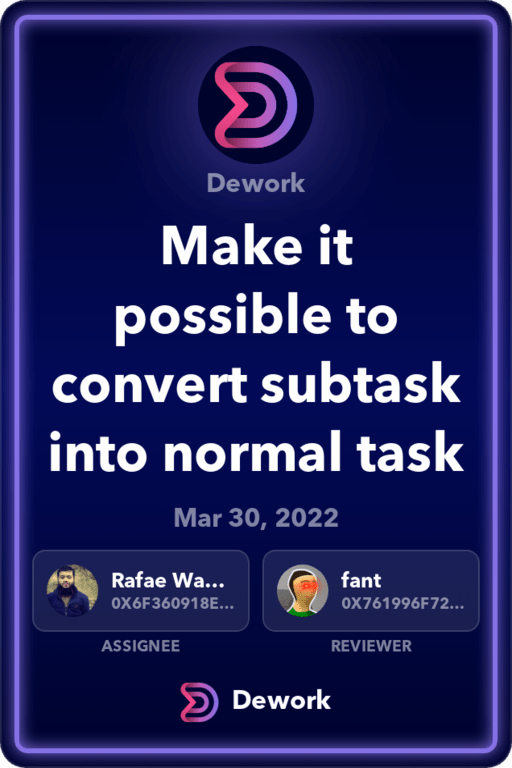 Dework
Make it
possible to
convert subtask
into normal task
Mar 30, 2022
Rafae Wa...
0X6F360918E...
ASSIGNEE
fant
0X761996F72...
REVIEWER
Dework